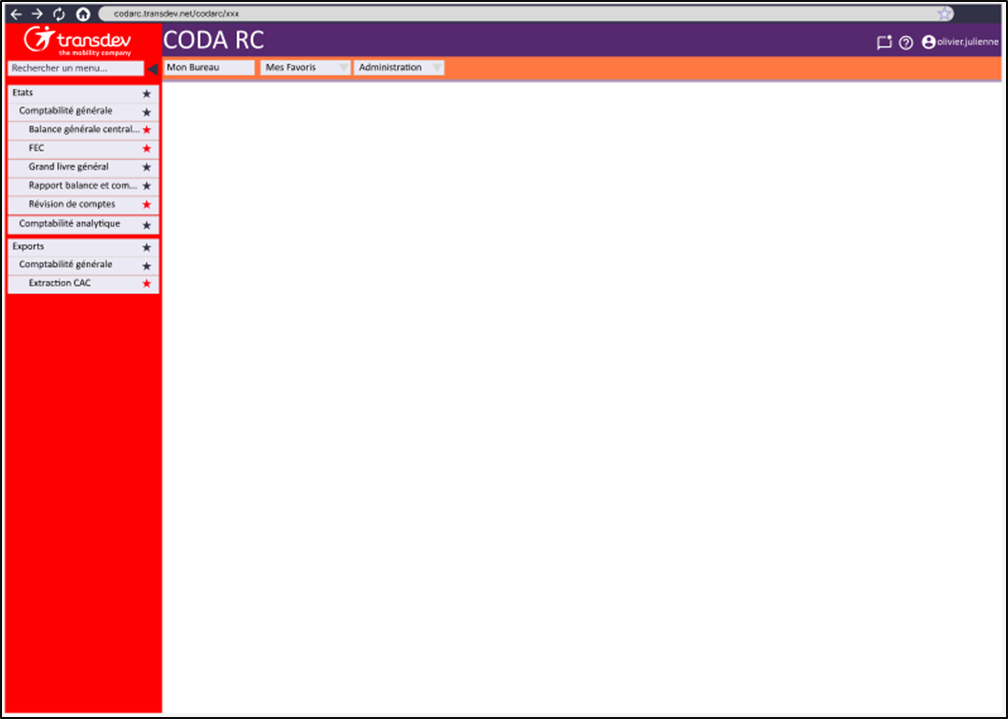 codarc.transdev.net/codarc/xxx
transdev
the mobility company
CODA RC
olivier.julienne
Rechercher un menu...
Mon Bureau
Mes Favoris
Administration
Etats
Comptabilité générale
Balance générale central...
FEC
Grand livre général
Rapport balance et com...
Révision de comptes
Comptabilité analytique
Exports
Comptabilité générale
Extraction CAC